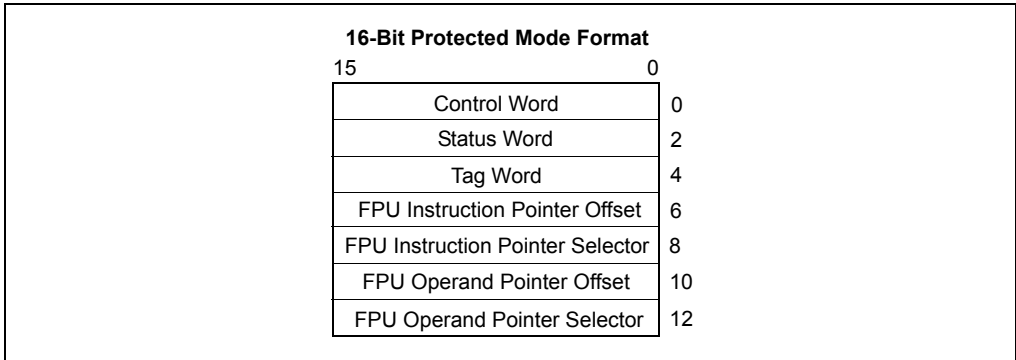 16-Bit Protected Mode Format
15 0
Control Word 0
Status Word 2
Tag Word 4
FPU Instruction Pointer Offset 6
FPU Instruction Pointer Selector 8
FPU Operand Pointer Offset 10
FPU Operand Pointer Selector 12